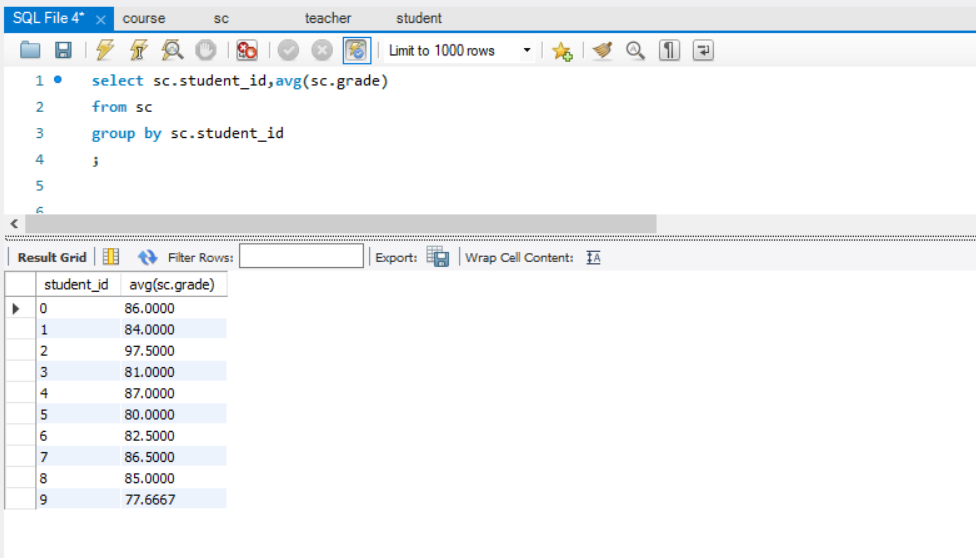 SQL File 4* × course sc teacher student
Limit to 1000 rows
1 select sc.student_id,avg(sc.grade)
2 from sc
3 group by sc.student_id
4 ;
5
6
Result Grid Filter Rows: Export: Wrap Cell Content: IA
student_id avg(sc.grade)
0 86.0000
1 84.0000
2 97.5000
3 81.0000
4 87.0000
5 80.0000
6 82.5000
7 86.5000
8 85.0000
9 77.6667